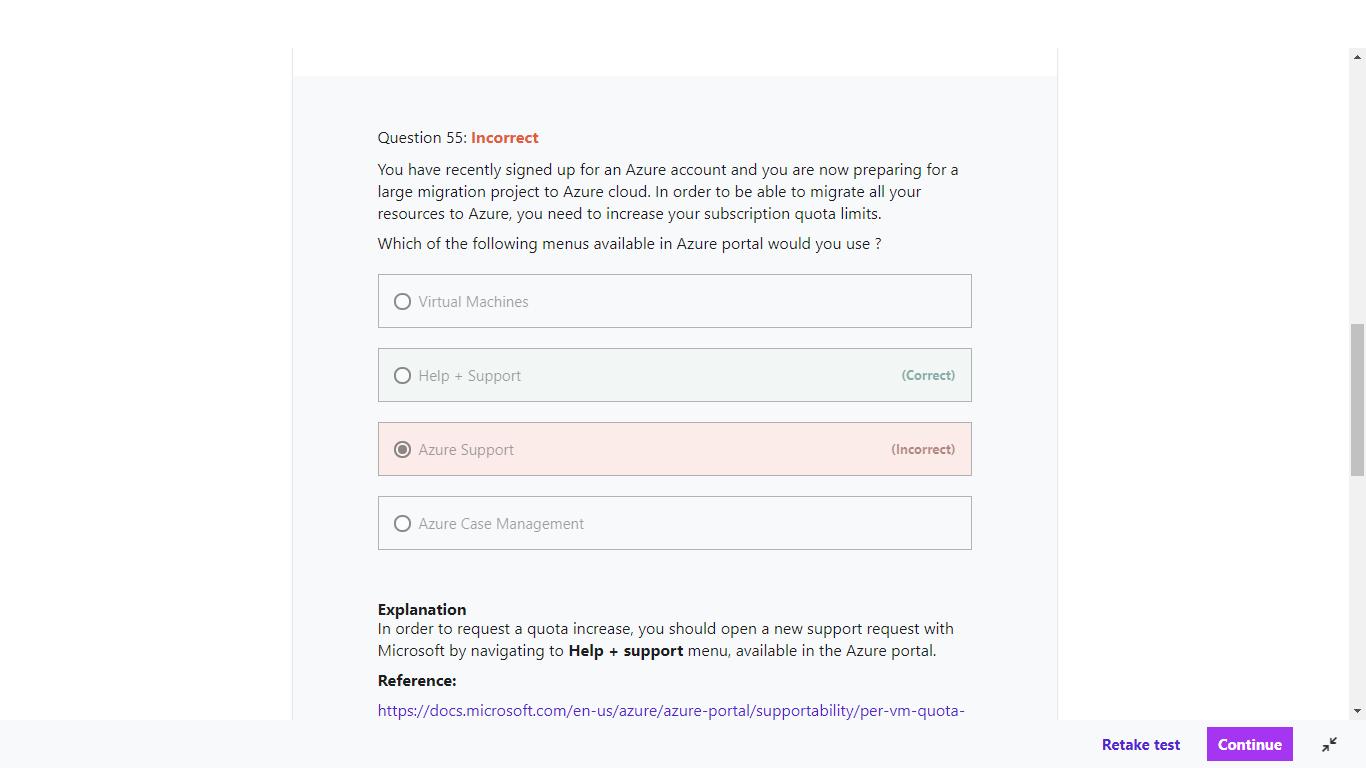 Question 55: Incorrect
You have recently signed up for an Azure account and you are now preparing for a
large migration project to Azure cloud. In order to be able to migrate all your
resources to Azure, you need to increase your subscription quota limits.
Which of the following menus available in Azure portal would you use ?
Virtual Machines
Help + Support (Correct)
Azure Support (Incorrect)
Azure Case Management
Explanation
In order to request a quota increase, you should open a new support request with
Microsoft by navigating to Help + support menu, available in the Azure portal.
Reference:
https://docs.microsoft.com/en-us/azure/azure-portal/supportability/per-vm-quota-
Retake test Continue